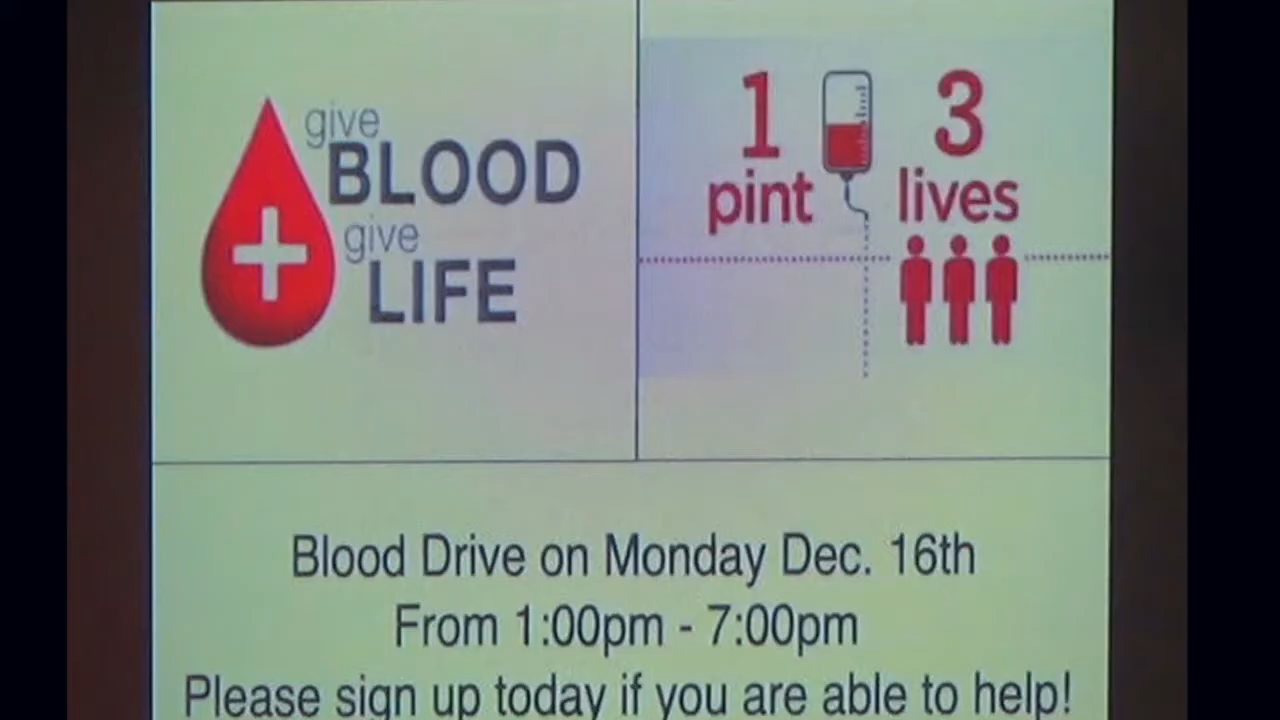 give
BLOOD
give
LIFE
1 3
pint lives
Blood Drive on Monday Dec. 16th
From 1:00pm - 7:00pm
Please sign up today if you are able to help!